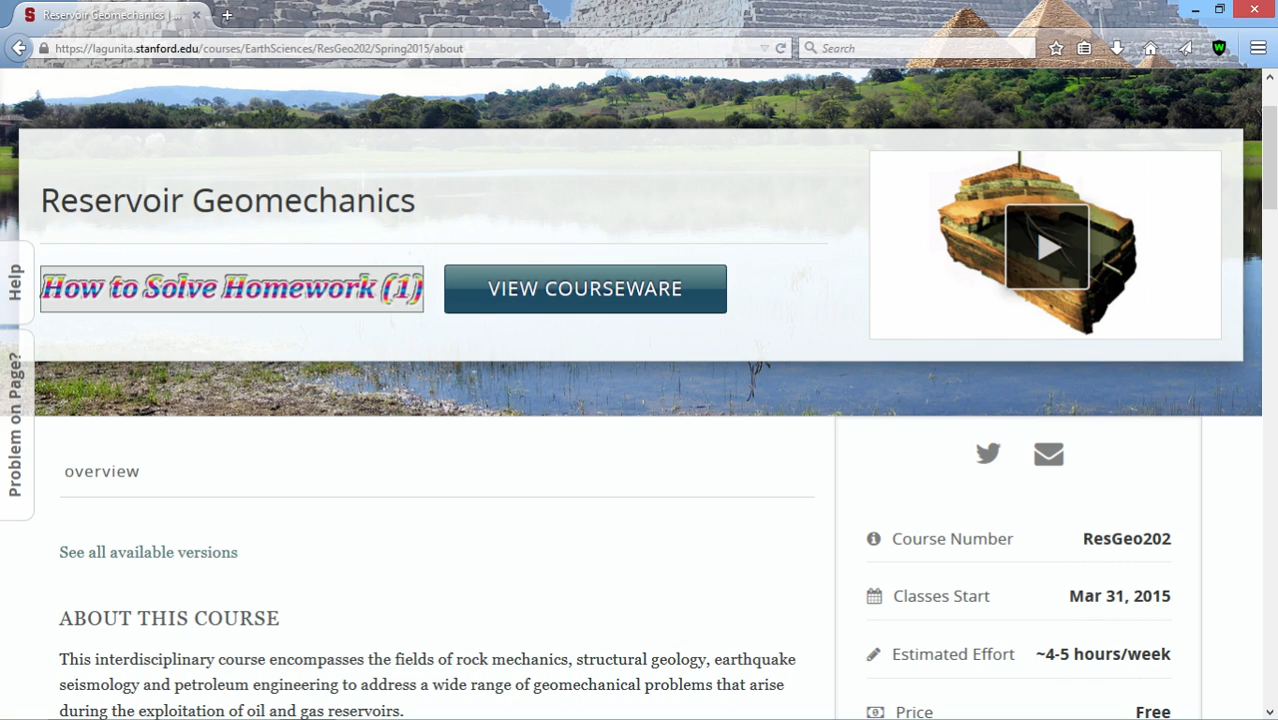 Reservoir Geomechanics | ...
https://lagunita.stanford.edu/courses/EarthSciences/ResGeo202/Spring2015/about
Search
Reservoir Geomechanics
How to Solve Homework (1)
VIEW COURSEWARE
Help
Problem on Page?
overview
See all available versions
ABOUT THIS COURSE
This interdisciplinary course encompasses the fields of rock mechanics, structural geology, earthquake
seismology and petroleum engineering to address a wide range of geomechanical problems that arise
during the exploitation of oil and gas reservoirs.
Course Number ResGeo202
Classes Start Mar 31, 2015
Estimated Effort ~4-5 hours/week
Price Free